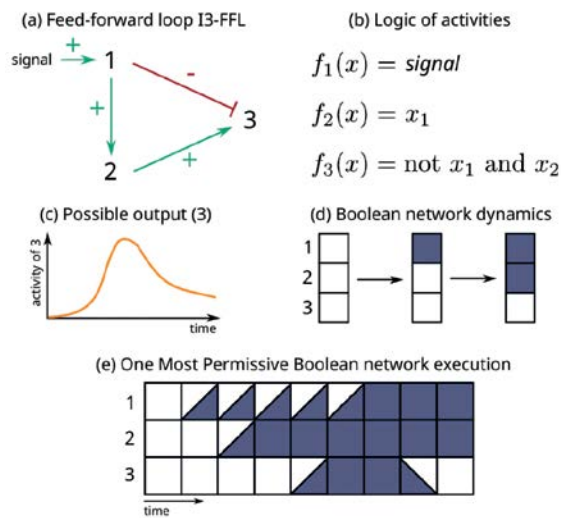 (a) Feed-forward loop I3-FFL
signal
+
1
-
+
3
2
+
(b) Logic of activities
f₁(x) = signal
f₂(x) = x₁
f₃(x) = not x₁ and x₂
(c) Possible output (3)
activity of 3
time
(d) Boolean network dynamics
1
2
3
(e) One Most Permissive Boolean network execution
1
2
3
time